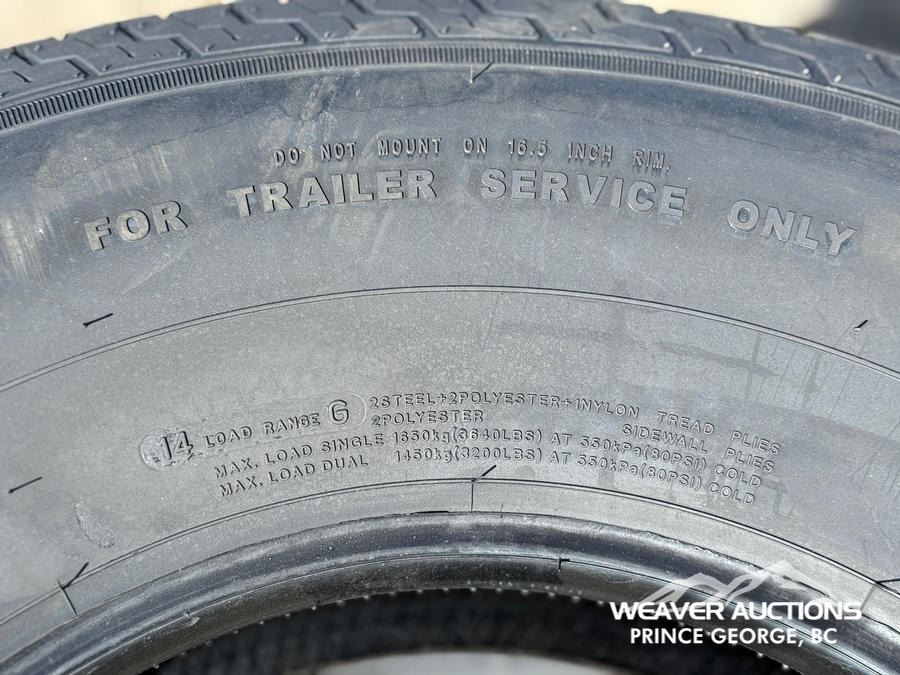 DO NOT MOUNT ON 16.5 INCH RIM.
FOR TRAILER SERVICE ONLY
14 LOAD RANGE G 2STEEL+2POLYESTER+1NYLON TREAD PLIES
2POLYESTER SIDEWALL PLIES
MAX. LOAD SINGLE 1650kg(3640LBS) AT 550kPa(80PSI) COLD
MAX. LOAD DUAL 1450kg(3200LBS) AT 550kPa(80PSI) COLD
WEAVER AUCTIONS
PRINCE GEORGE, BC